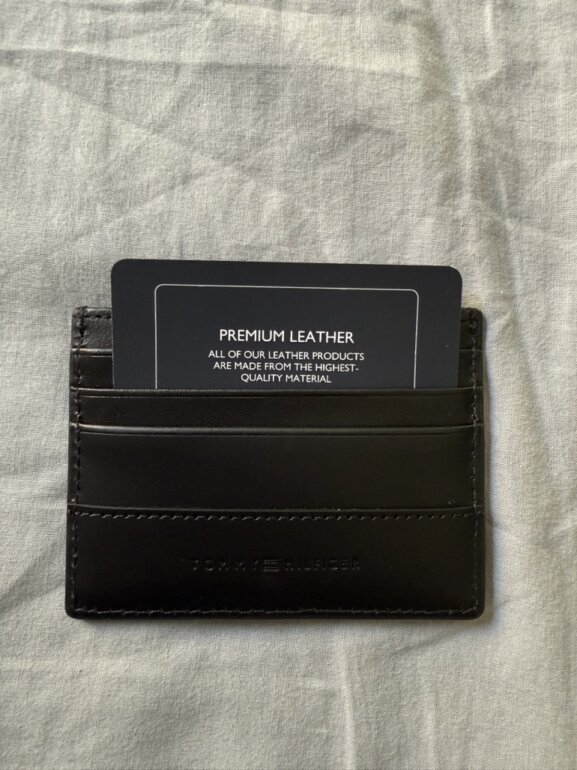 PREMIUM LEATHER
ALL OF OUR LEATHER PRODUCTS
ARE MADE FROM THE HIGHEST-
QUALITY MATERIAL
TOMMY HILFIGER